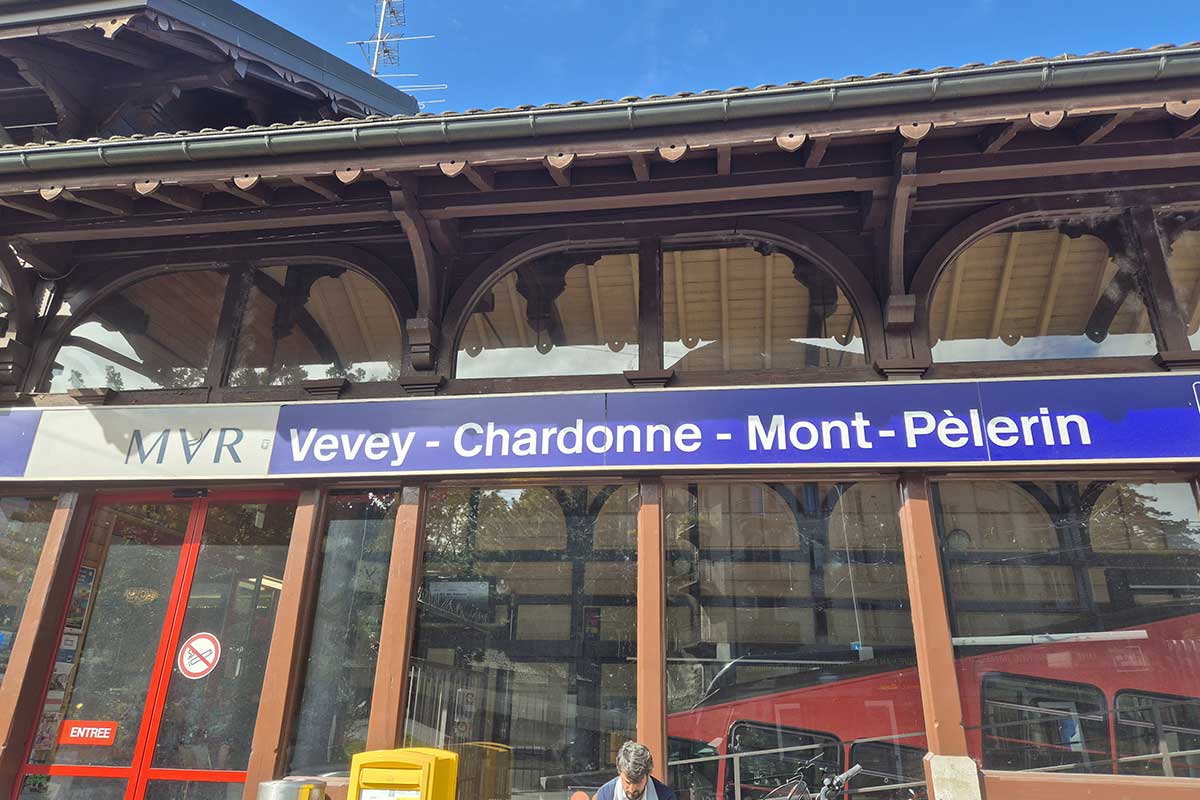 MVR
Vevey - Chardonne - Mont-Pèlerin
ENTREE